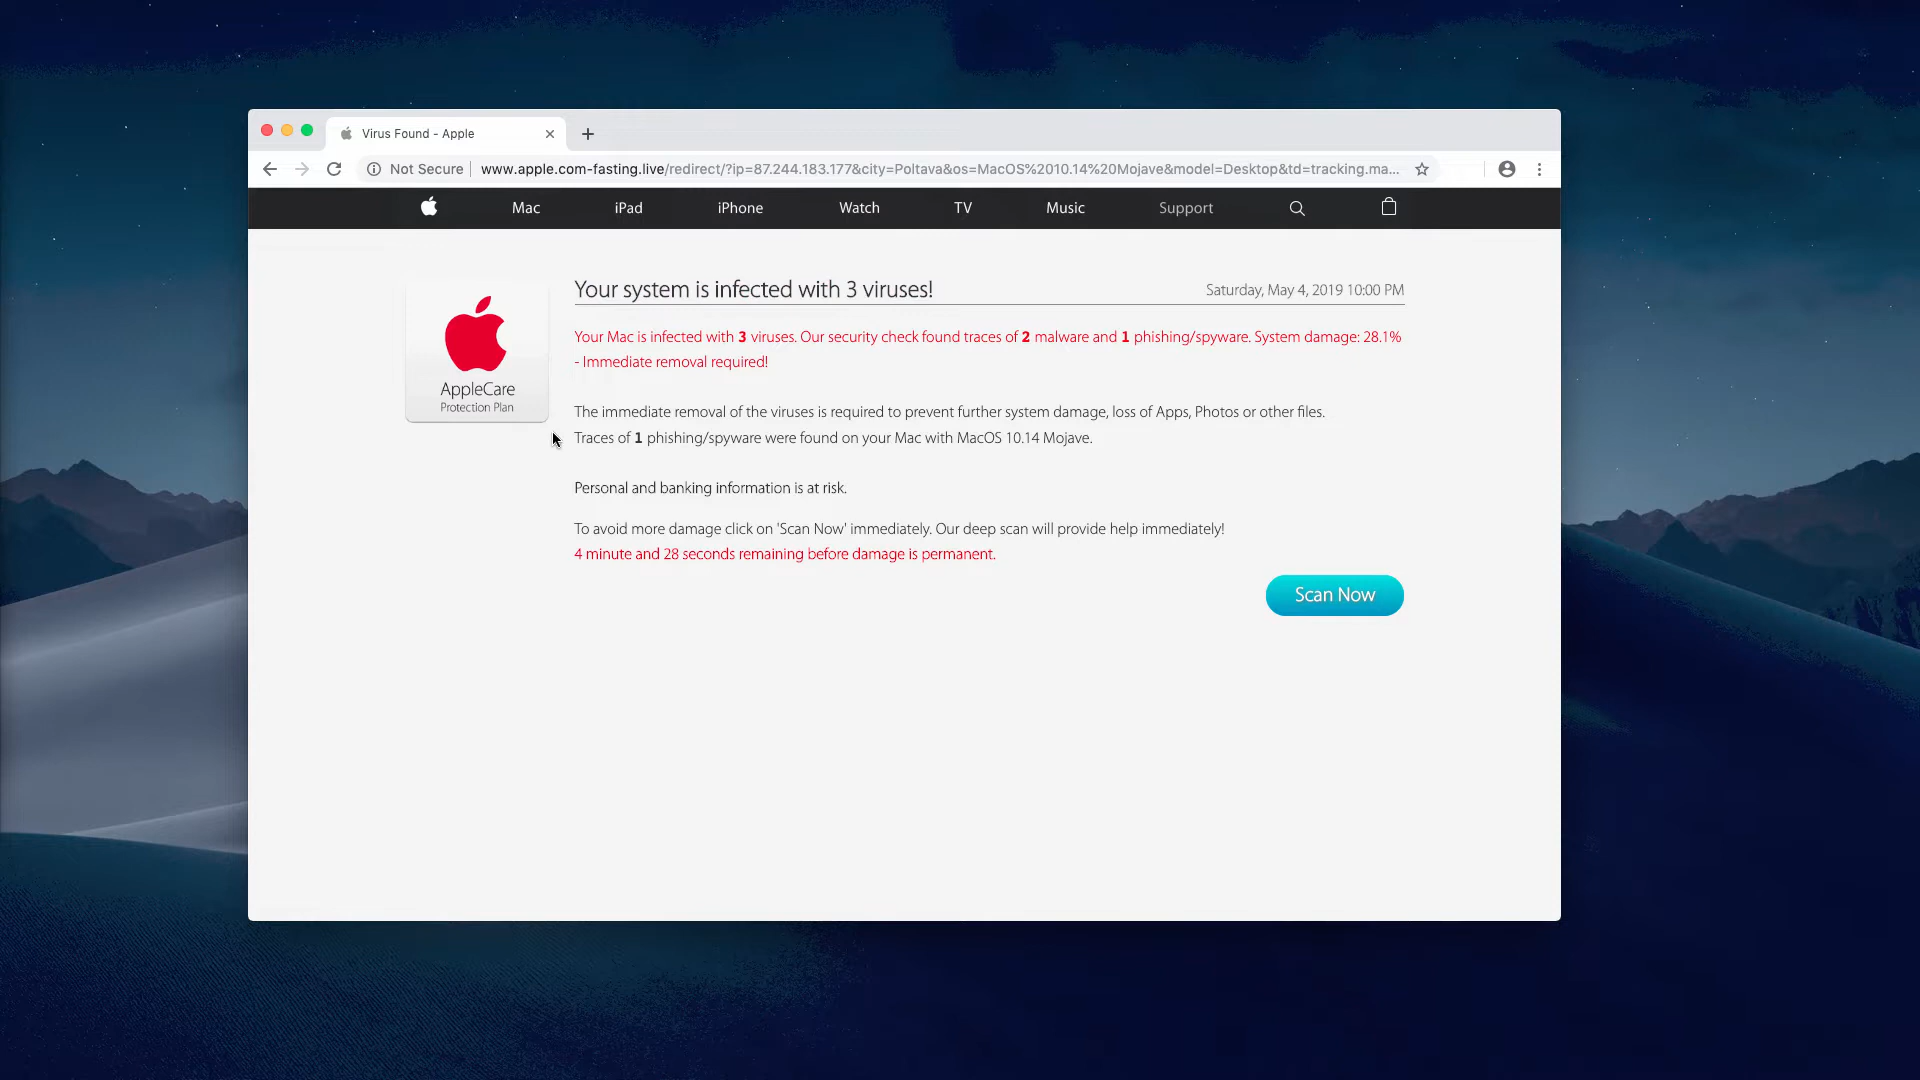 Virus Found - Apple
Not Secure www.apple.com-fasting.live/redirect/?ip=87.244.183.177&city=Poltava&os=MacOS%2010.14%20Mojave&model=Desktop&td=tracking.ma...
Mac iPad iPhone Watch TV Music Support
Your system is infected with 3 viruses! Saturday, May 4, 2019 10:00 PM
AppleCare
Protection Plan
Your Mac is infected with 3 viruses. Our security check found traces of 2 malware and 1 phishing/spyware. System damage: 28.1%
- Immediate removal required!
The immediate removal of the viruses is required to prevent further system damage, loss of Apps, Photos or other files.
Traces of 1 phishing/spyware were found on your Mac with MacOS 10.14 Mojave.
Personal and banking information is at risk.
To avoid more damage click on 'Scan Now' immediately. Our deep scan will provide help immediately!
4 minute and 28 seconds remaining before damage is permanent.
Scan Now